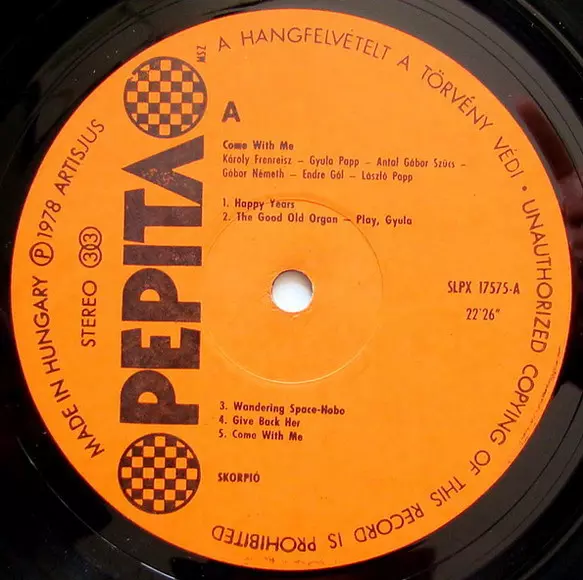 MADE IN HUNGARY Ⓟ 1978 ARTISJUS
MSZ A HANGFELVÉTELT A TÖRVÉNY VÉDI • UNAUTHORIZED COPYING OF THIS RECORD IS PROHIBITED
STEREO 33
PEPITA
A
Come With Me
Károly Frenreisz – Gyula Papp – Antal Gábor Szücs –
Gábor Németh – Endre Gál – László Papp
1. Happy Years
2. The Good Old Organ – Play, Gyula
SLPX 17575-A
22'26"
3. Wandering Space-Hobo
4. Give Back Her
5. Come With Me
SKORPIÓ